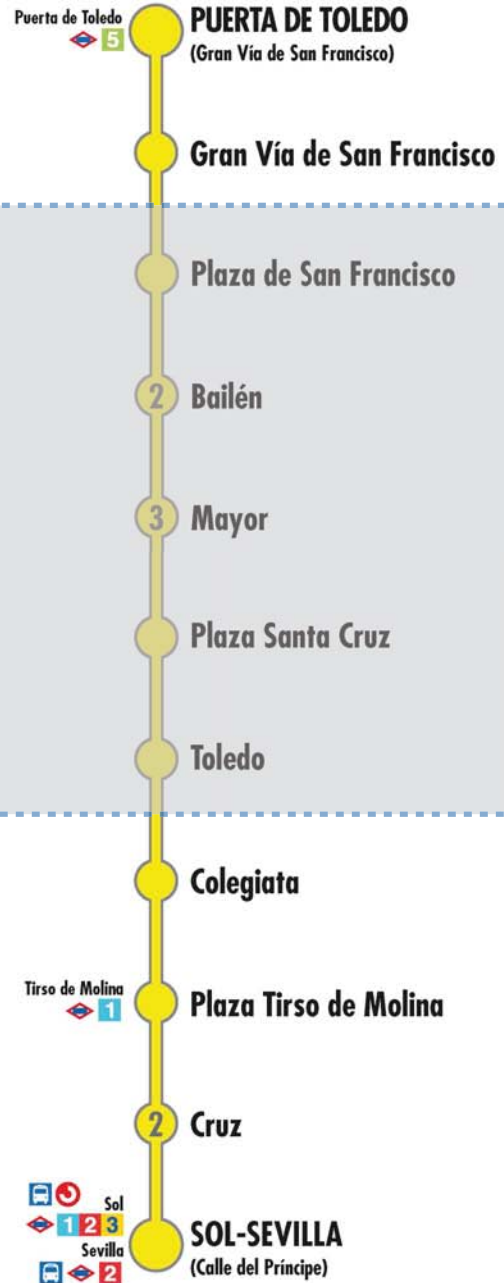 Puerta de Toledo
5
PUERTA DE TOLEDO
(Gran Vía de San Francisco)
Gran Vía de San Francisco
Plaza de San Francisco
2 Bailén
3 Mayor
Plaza Santa Cruz
Toledo
Colegiata
Tirso de Molina
1
Plaza Tirso de Molina
2 Cruz
Sol
1 2 3
Sevilla
2
SOL-SEVILLA
(Calle del Príncipe)